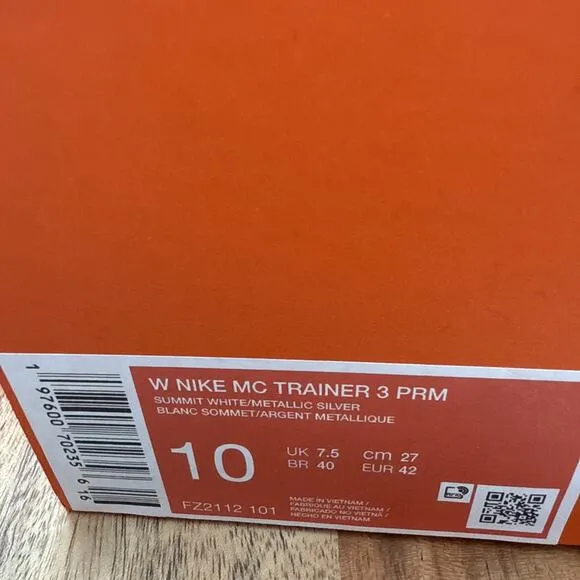 W NIKE MC TRAINER 3 PRM
SUMMIT WHITE/METALLIC SILVER
BLANC SOMMET/ARGENT METALLIQUE
10
UK 7.5 cm 27
BR 40 EUR 42
FZ2112 101
MADE IN VIETNAM /
FABRIQUE AU VIETNAM /
FABRICADO NO VIETNÃ /
HECHO EN VIETNAM
1 97600 70235 6 16